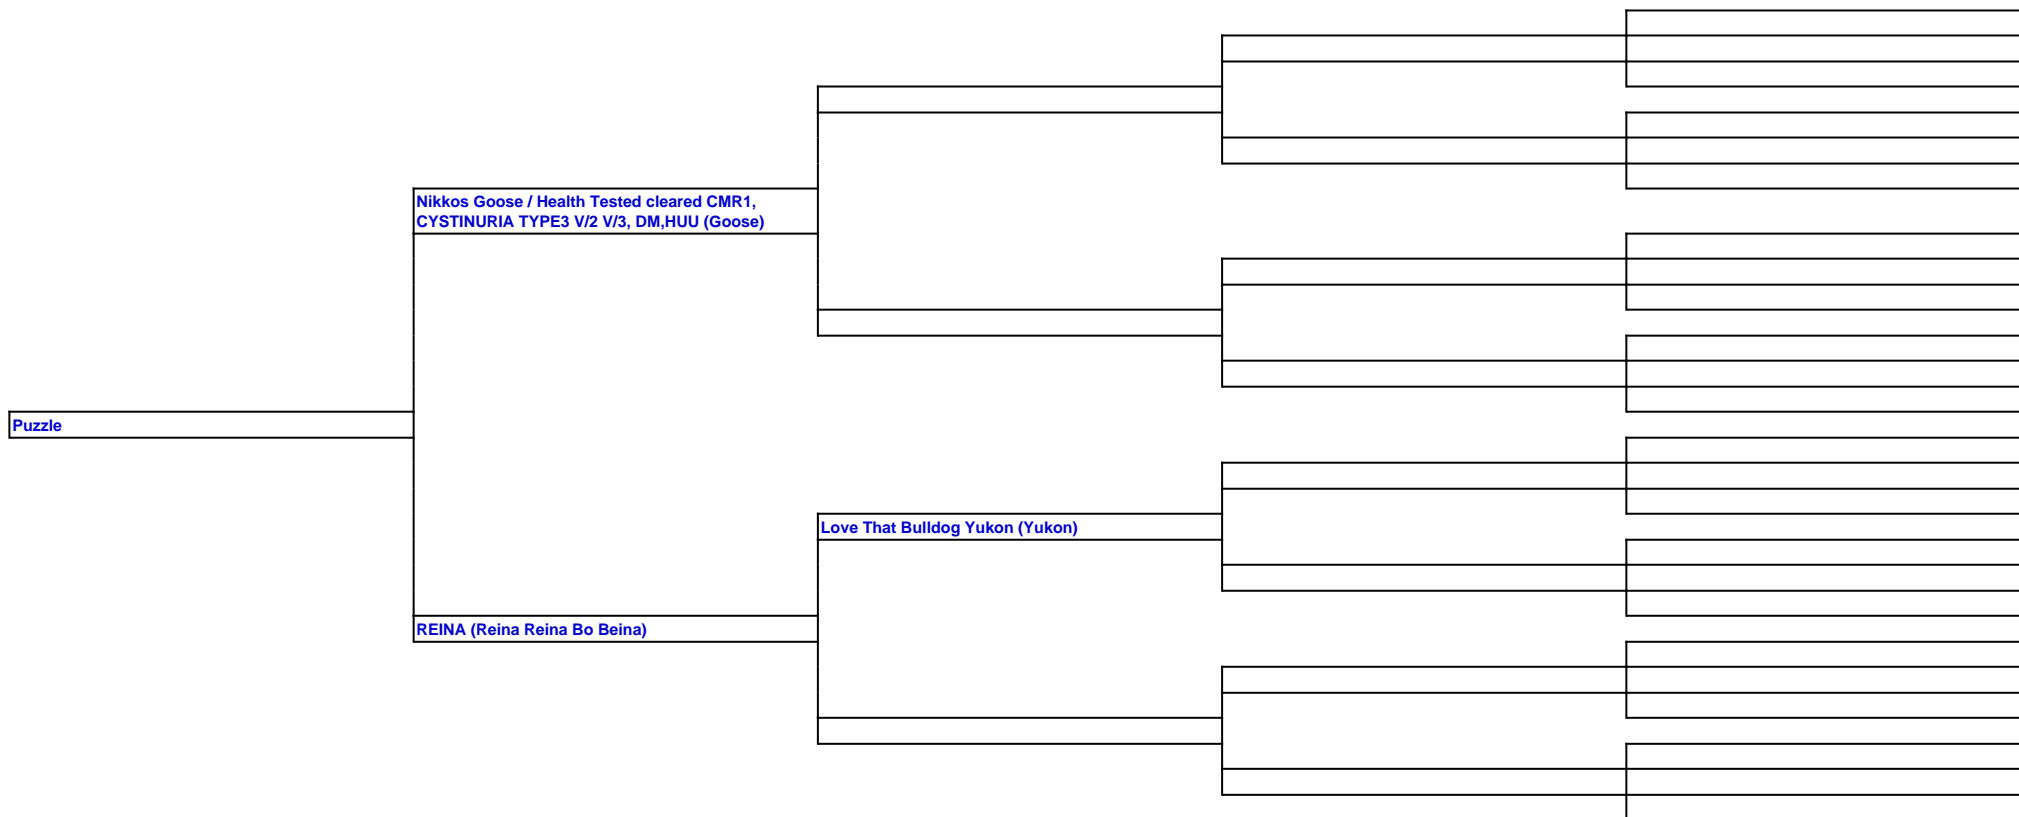 Nikkos Goose / Health Tested cleared CMR1,
CYSTINURIA TYPE3 V/2 V/3, DM,HUU (Goose)
Puzzle
Love That Bulldog Yukon (Yukon)
REINA (Reina Reina Bo Beina)